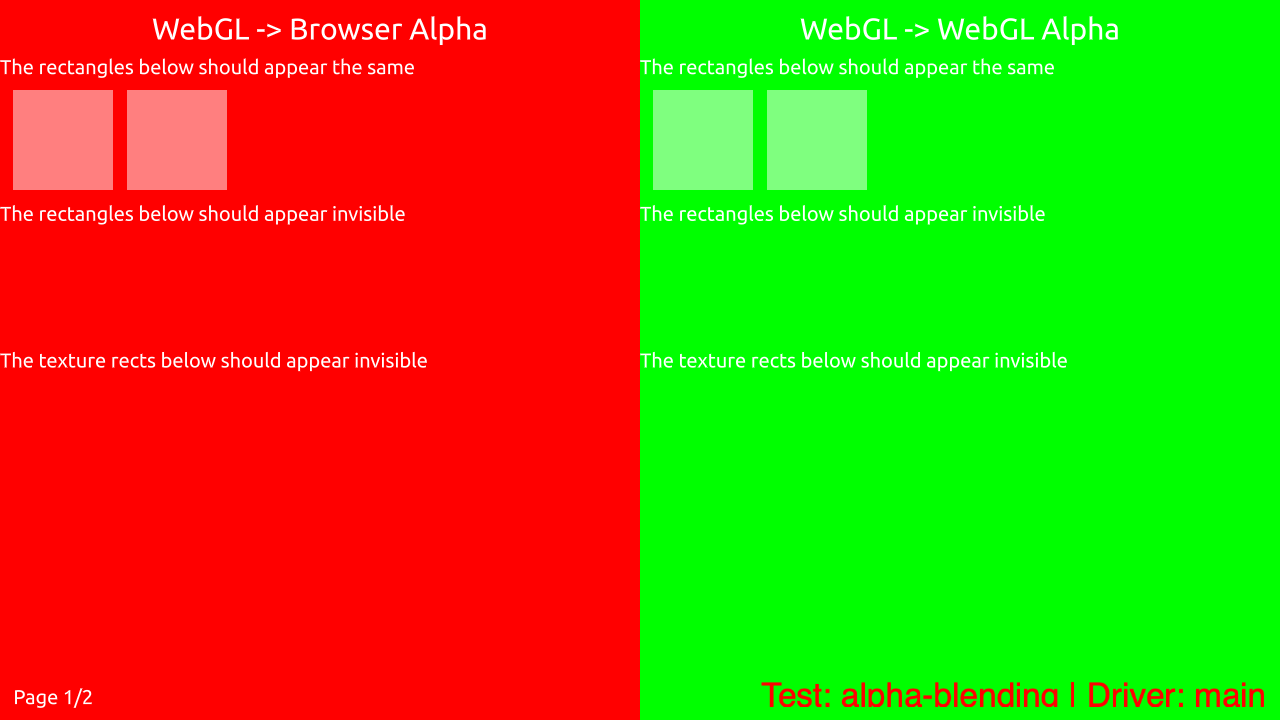 WebGL -> Browser Alpha
The rectangles below should appear the same
The rectangles below should appear invisible
The texture rects below should appear invisible
Page 1/2
WebGL -> WebGL Alpha
The rectangles below should appear the same
The rectangles below should appear invisible
The texture rects below should appear invisible
Test: alpha-blending | Driver: main